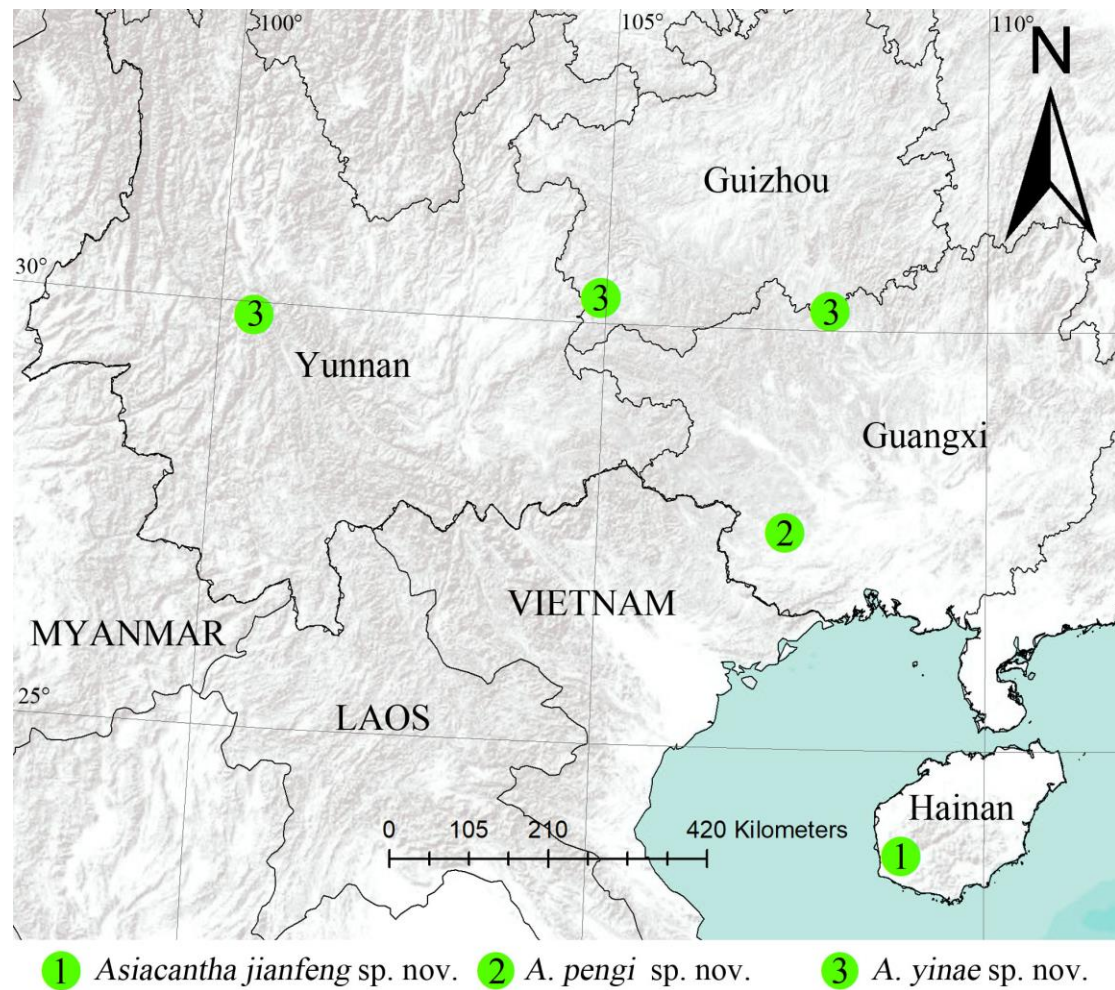 100° 105° 110°
N
Guizhou
30°
3 3 3
Yunnan
Guangxi
2
VIETNAM
MYANMAR
25°
LAOS
Hainan
0 105 210 420 Kilometers
1
1 Asiacantha jianfeng sp. nov. 2 A. pengi sp. nov. 3 A. yinae sp. nov.